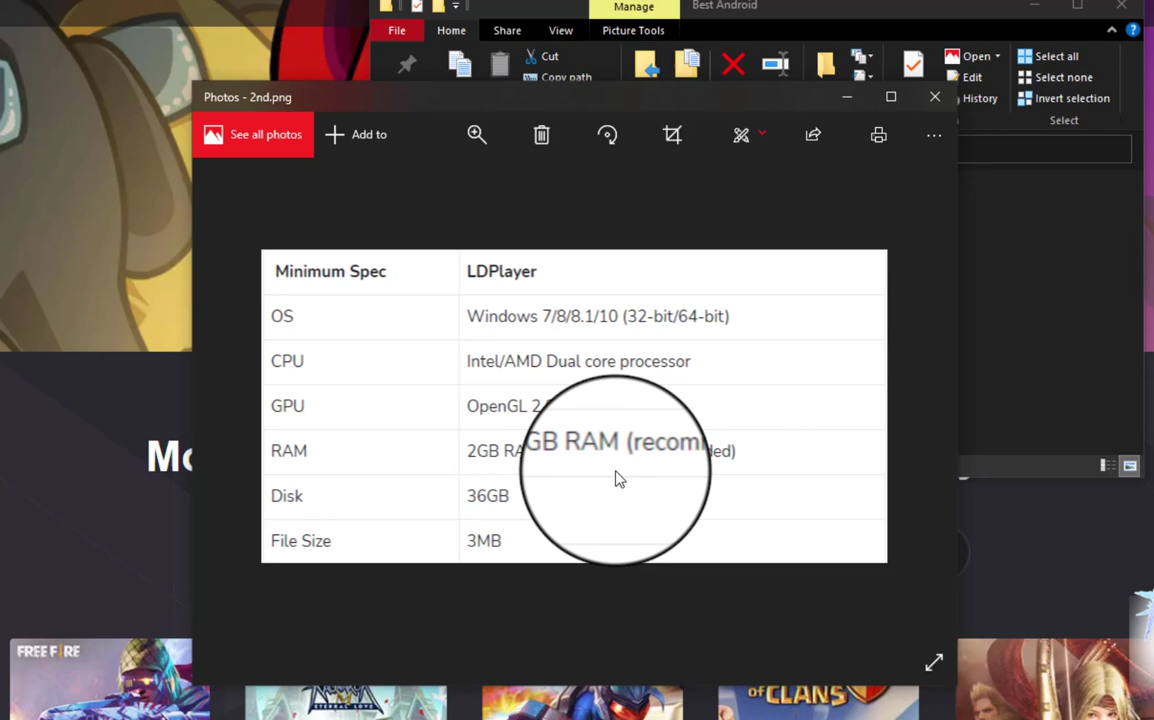 Manage
Best Android
File
Home
Share
View
Picture Tools
Cut
Copy path
Open
Edit
History
Select all
Select none
Invert selection
Select
Photos - 2nd.png
See all photos
Add to
Minimum Spec LDPlayer
OS Windows 7/8/8.1/10 (32-bit/64-bit)
CPU Intel/AMD Dual core processor
GPU OpenGL 2
RAM 2GB RA GB RAM (recom ded)
Disk 36GB
File Size 3MB
Mo
FREE FIRE
ETERNAL LOVE
OF CLANS